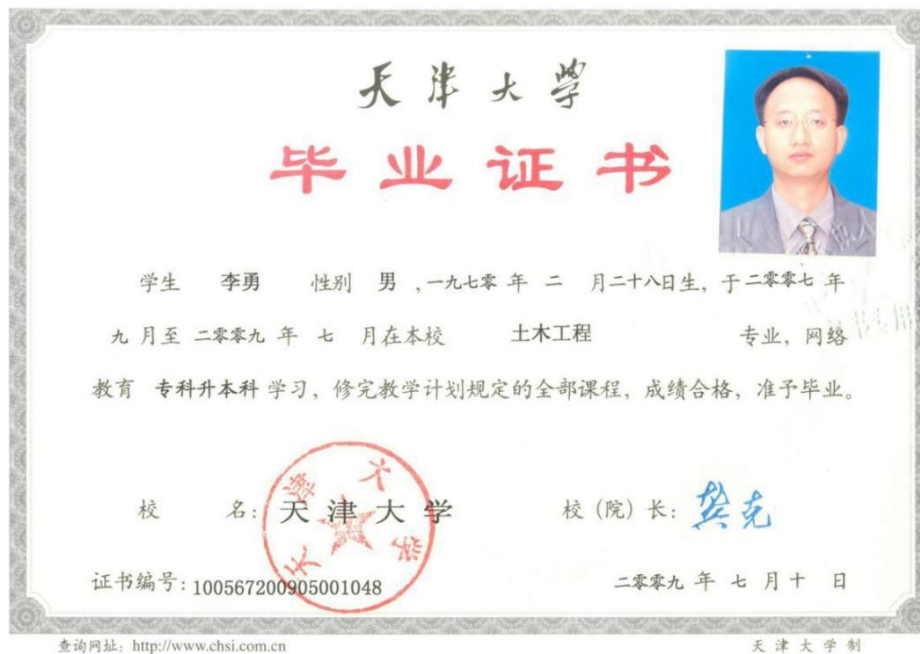 天津大学
毕业证书
学生 李勇 性别 男 ,一九七零 年 二 月二十八日生, 于二零零七 年
九 月至 二零零九 年 七 月在本校 土木工程 专业, 网络
教育 专科升本科 学习, 修完教学计划规定的全部课程, 成绩合格, 准予毕业。
天津大学
校 名: 天津大学 校(院)长: 龚克
证书编号: 100567200905001048 二零零九 年 七 月 十 日
查询网址: http://www.chsi.com.cn 天津大学制